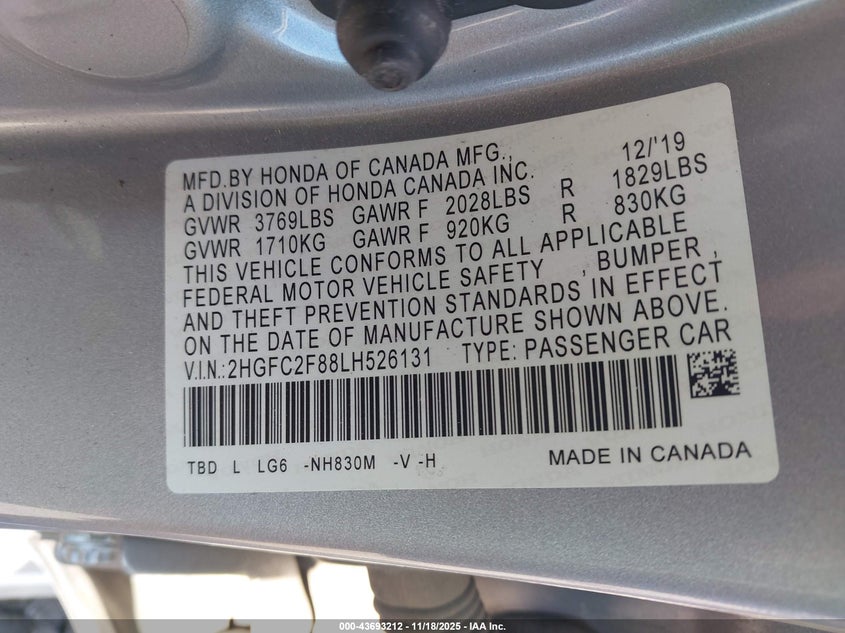 MFD.BY HONDA OF CANADA MFG., 12/'19
A DIVISION OF HONDA CANADA INC.
GVWR 3769LBS GAWR F 2028LBS R 1829LBS
GVWR 1710KG GAWR F 920KG R 830KG
THIS VEHICLE CONFORMS TO ALL APPLICABLE
FEDERAL MOTOR VEHICLE SAFETY , BUMPER ,
AND THEFT PREVENTION STANDARDS IN EFFECT
ON THE DATE OF MANUFACTURE SHOWN ABOVE.
V.I.N.:2HGFC2F88LH526131 TYPE: PASSENGER CAR
TBD L LG6 -NH830M -V -H MADE IN CANADA
000-43693212 - 11/18/2025 - IAA Inc.